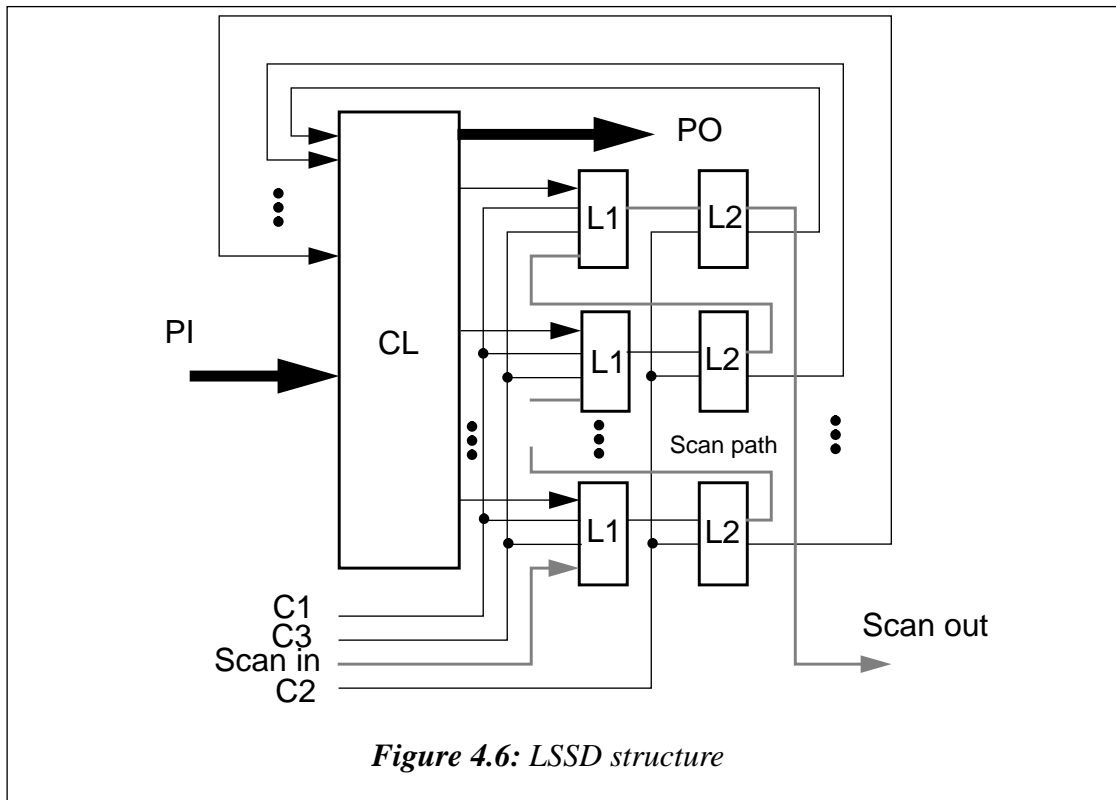 PO
L1
L2
PI
CL
L1
L2
Scan path
L1
L2
C1
C3
Scan in
C2
Scan out
Figure 4.6: LSSD structure